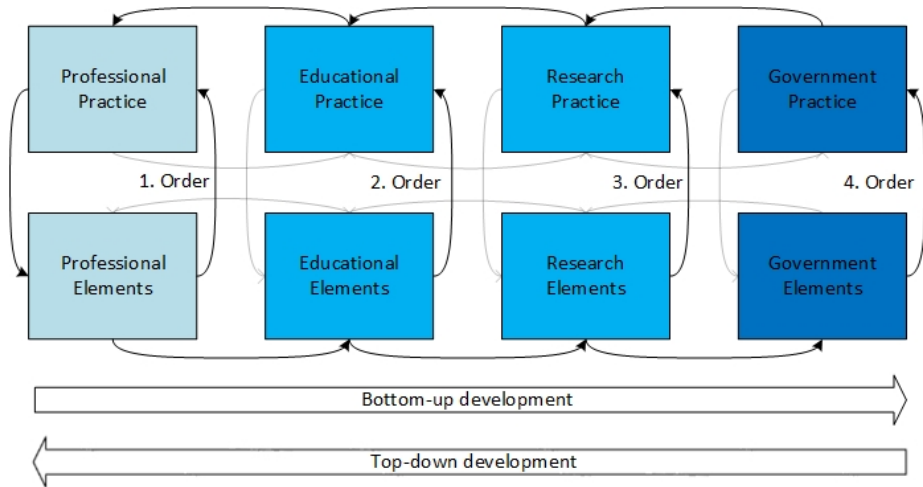 Professional
Practice
Educational
Practice
Research
Practice
Government
Practice
1. Order
2. Order
3. Order
4. Order
Professional
Elements
Educational
Elements
Research
Elements
Government
Elements
Bottom-up development
Top-down development